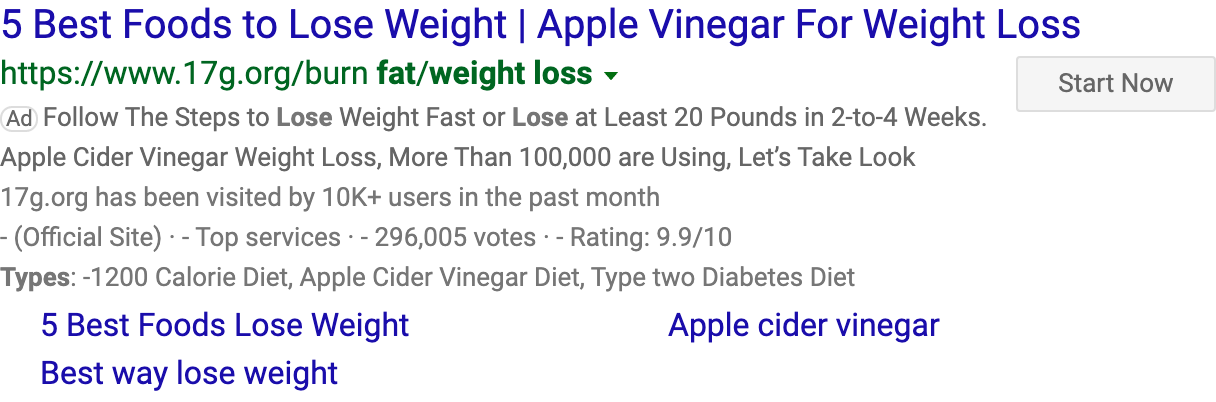 5 Best Foods to Lose Weight | Apple Vinegar For Weight Loss
https://www.17g.org/burn fat/weight loss
Start Now
Ad Follow The Steps to Lose Weight Fast or Lose at Least 20 Pounds in 2-to-4 Weeks.
Apple Cider Vinegar Weight Loss, More Than 100,000 are Using, Let’s Take Look
17g.org has been visited by 10K+ users in the past month
- (Official Site) · - Top services · - 296,005 votes · - Rating: 9.9/10
Types: -1200 Calorie Diet, Apple Cider Vinegar Diet, Type two Diabetes Diet
5 Best Foods Lose Weight
Apple cider vinegar
Best way lose weight